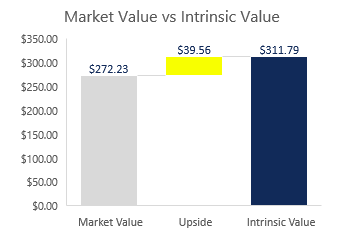 Market Value vs Intrinsic Value
$350.00
$300.00
$250.00
$200.00
$150.00
$100.00
$50.00
$0.00
$272.23
$39.56
$311.79
Market Value
Upside
Intrinsic Value